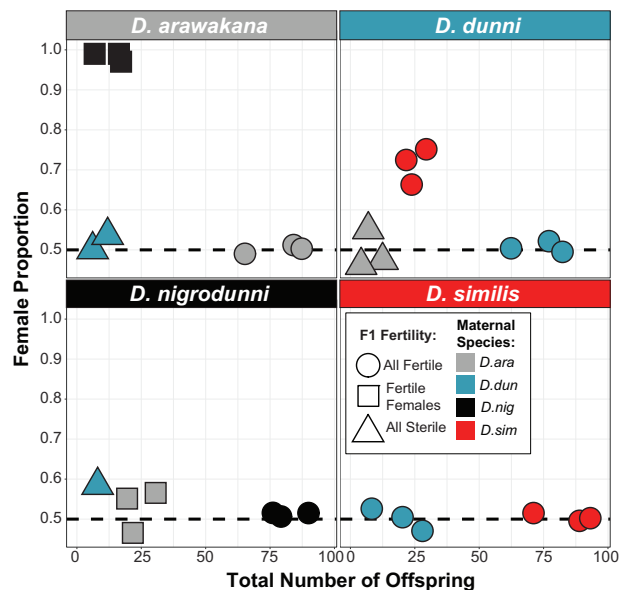 D. arawakana
D. dunni
1.0
0.9
0.8
0.7
0.6
0.5
Female Proportion
D. nigrodunni
D. similis
1.0
0.9
0.8
0.7
0.6
0.5
F1 Fertility:
All Fertile
Fertile
Females
All Sterile
Maternal
Species:
D.ara
D.dun
D.nig
D.sim
0 25 50 75 100 0 25 50 75 100
Total Number of Offspring